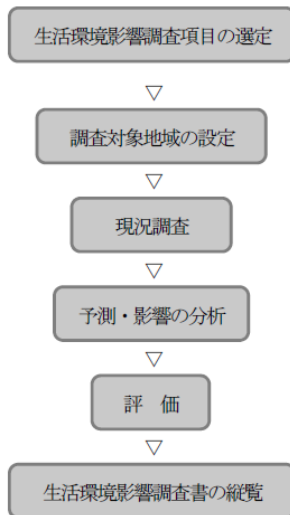 生活環境影響調査項目の選定
▽
調査対象地域の設定
▽
現況調査
▽
予測・影響の分析
▽
評　価
▽
生活環境影響調査書の縦覧